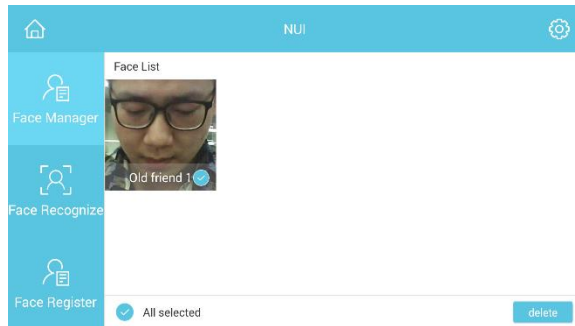 NUI
Face Manager
Face Recognize
Face Register
Face List
Old friend 1
All selected
delete